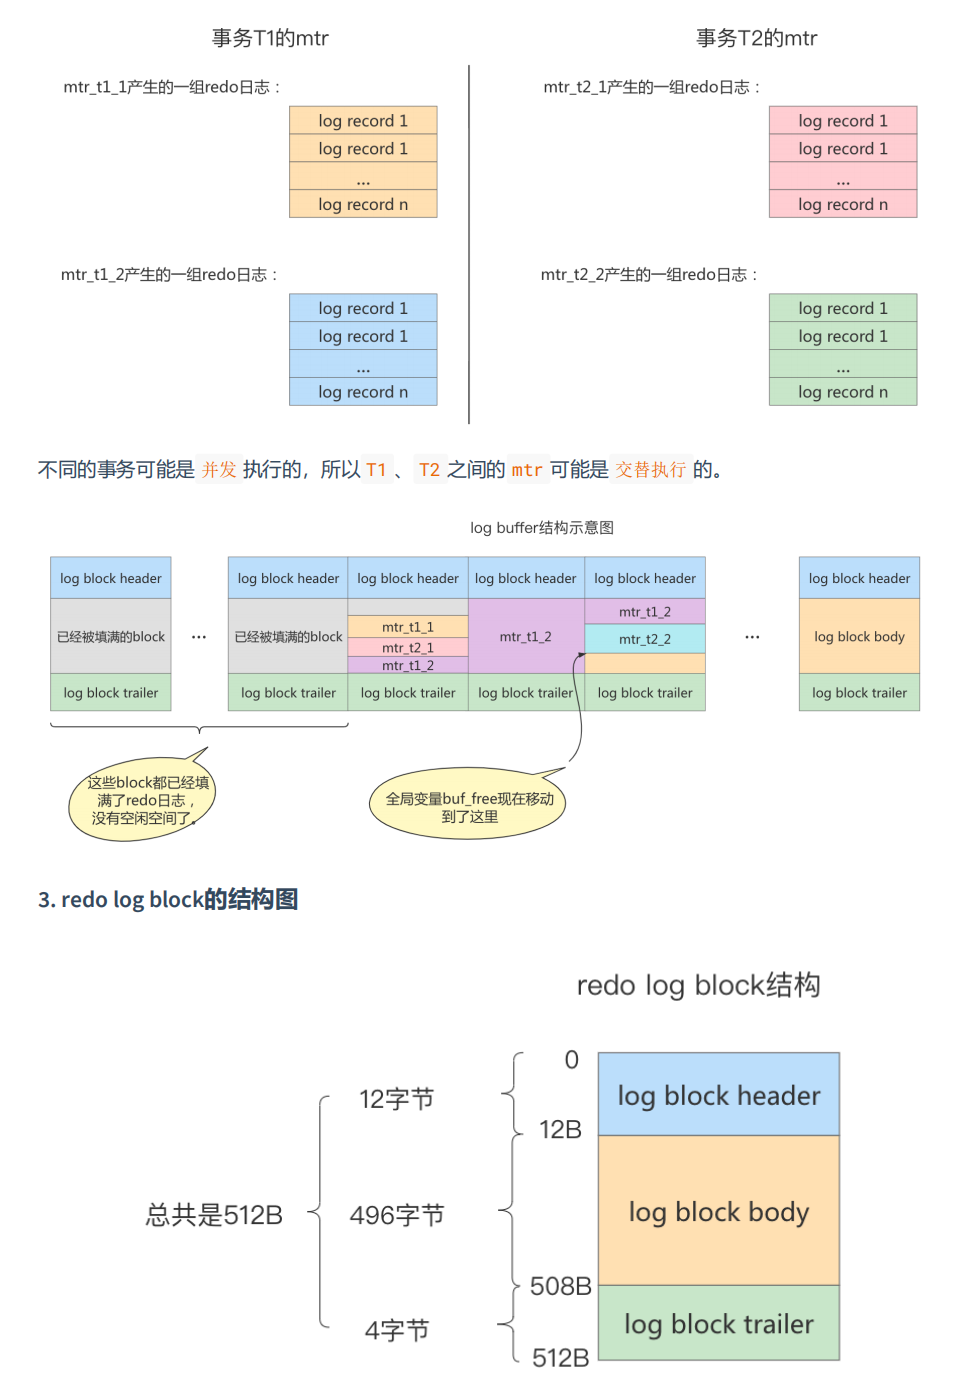 事务T1的mtr
事务T2的mtr
mtr_t1_1产生的一组redo日志：
log record 1
log record 1
...
log record n
mtr_t2_1产生的一组redo日志：
log record 1
log record 1
...
log record n
mtr_t1_2产生的一组redo日志：
log record 1
log record 1
...
log record n
mtr_t2_2产生的一组redo日志：
log record 1
log record 1
...
log record n
不同的事务可能是 并发 执行的，所以 T1 、 T2 之间的 mtr 可能是 交替执行 的。
log buffer结构示意图
log block header
已经被填满的block
log block trailer
...
log block header
已经被填满的block
log block trailer
log block header
mtr_t1_1
mtr_t2_1
mtr_t1_2
log block trailer
log block header
mtr_t1_2
log block trailer
log block header
mtr_t1_2
mtr_t2_2
log block trailer
...
log block header
log block body
log block trailer
这些block都已经填
满了redo日志，
没有空闲空间了。
全局变量buf_free现在移动
到了这里
3. redo log block的结构图
redo log block结构
0
12字节
log block header
12B
总共是512B
496字节
log block body
508B
4字节
log block trailer
512B